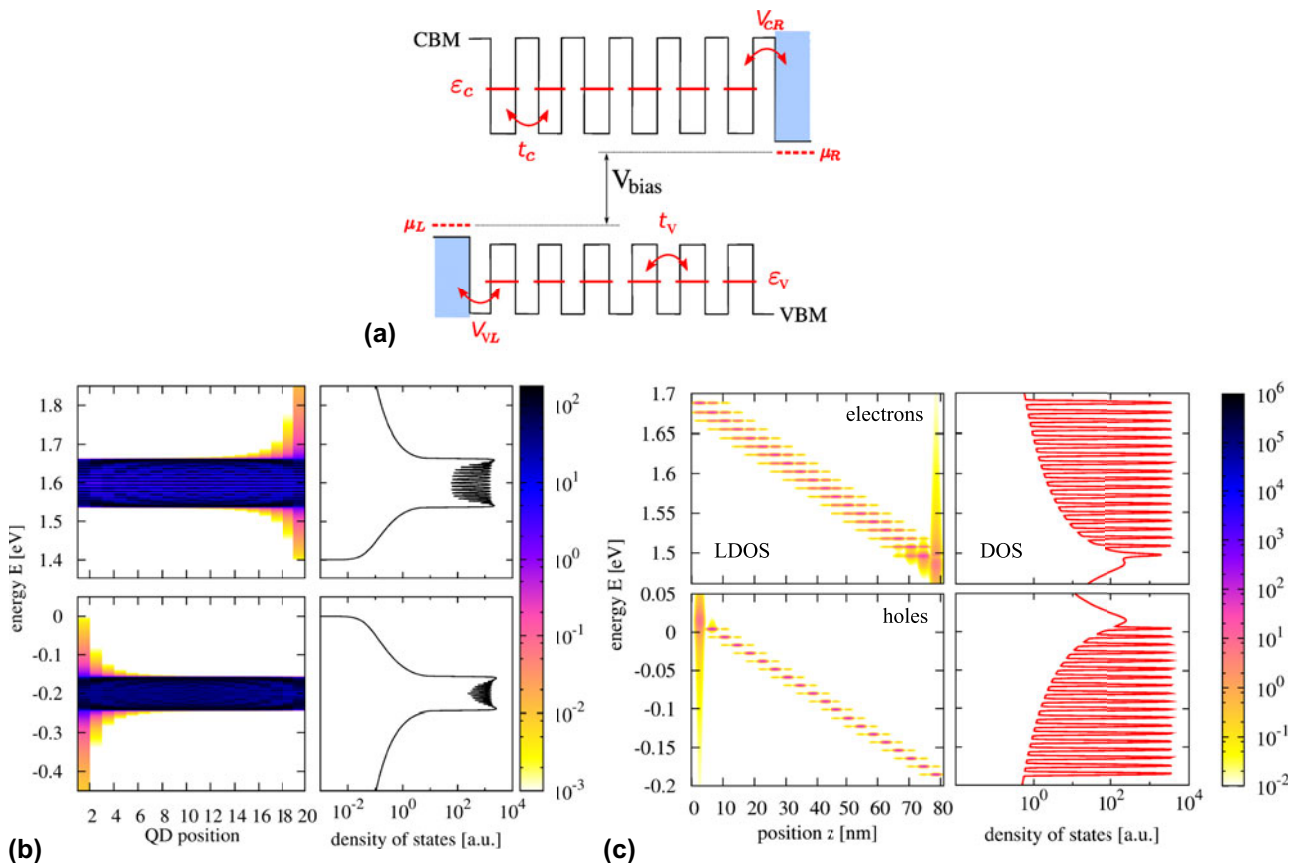 CBM
V_CR
ε_C
t_C
μ_R
V_bias
μ_L
t_V
ε_V
V_VL
VBM
(a)
1.8
1.7
1.6
1.5
1.4
0
-0.1
-0.2
-0.3
-0.4
energy E [eV]
2 4 6 8 10 12 14 16 18 20
QD position
10^-2 10^0 10^2 10^4
density of states [a.u.]
10^2
10^1
10^0
10^-1
10^-2
10^-3
(b)
1.7
1.65
1.6
1.55
1.5
0.05
0
-0.05
-0.1
-0.15
-0.2
energy E [eV]
electrons
LDOS
holes
DOS
0 10 20 30 40 50 60 70 80
position z [nm]
10^0 10^2 10^4
density of states [a.u.]
10^6
10^5
10^4
10^3
10^2
10^1
10^0
10^-1
10^-2
(c)